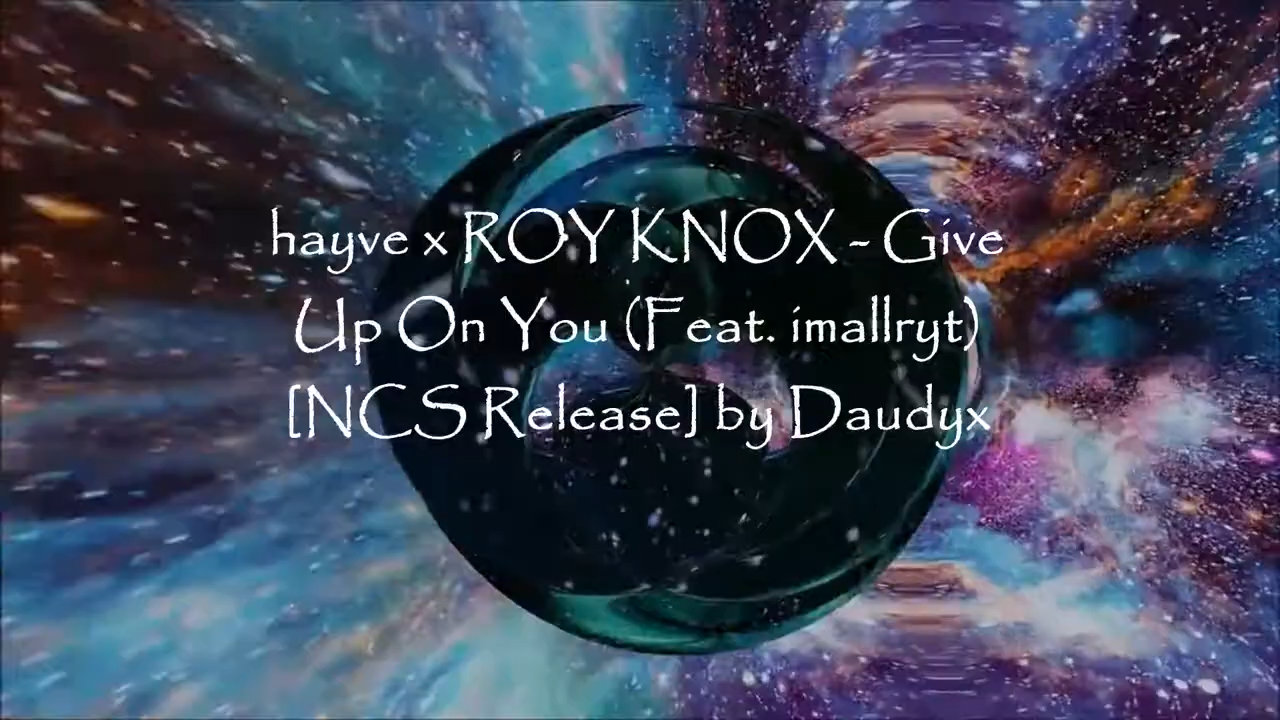 hayve x ROY KNOX - Give
Up On You (Feat. imallryt)
[NCS Release] by Daudyx